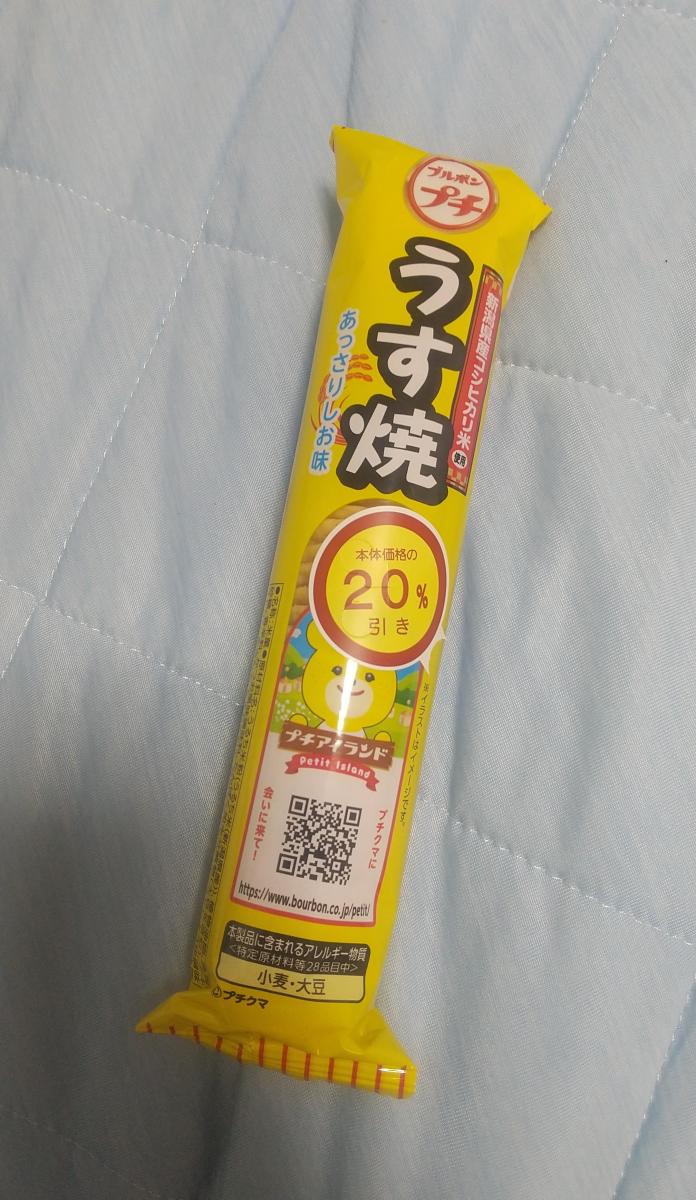 ブルボン
プチ
うす焼
新潟県産コシヒカリ米使用
あっさりしお味
本体価格の
20%
引き
※イラストはイメージです。
プチアイランド
Petit Island
プチクマに
会いに来て!
https://www.bourbon.co.jp/petit/
本製品に含まれるアレルギー物質
<特定原材料等28品目中>
小麦・大豆
プチクマ